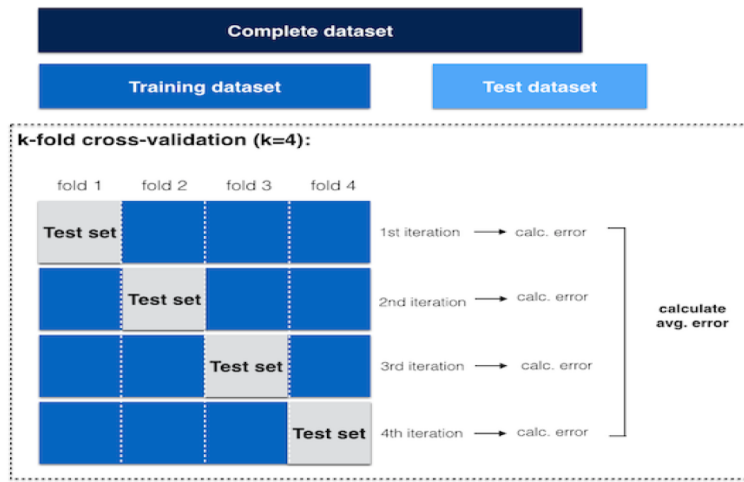 Complete dataset
Training dataset
Test dataset
k-fold cross-validation (k=4):
fold 1
fold 2
fold 3
fold 4
Test set
1st iteration
calc. error
Test set
2nd iteration
calc. error
calculate
avg. error
Test set
3rd iteration
calc. error
Test set
4th iteration
calc. error